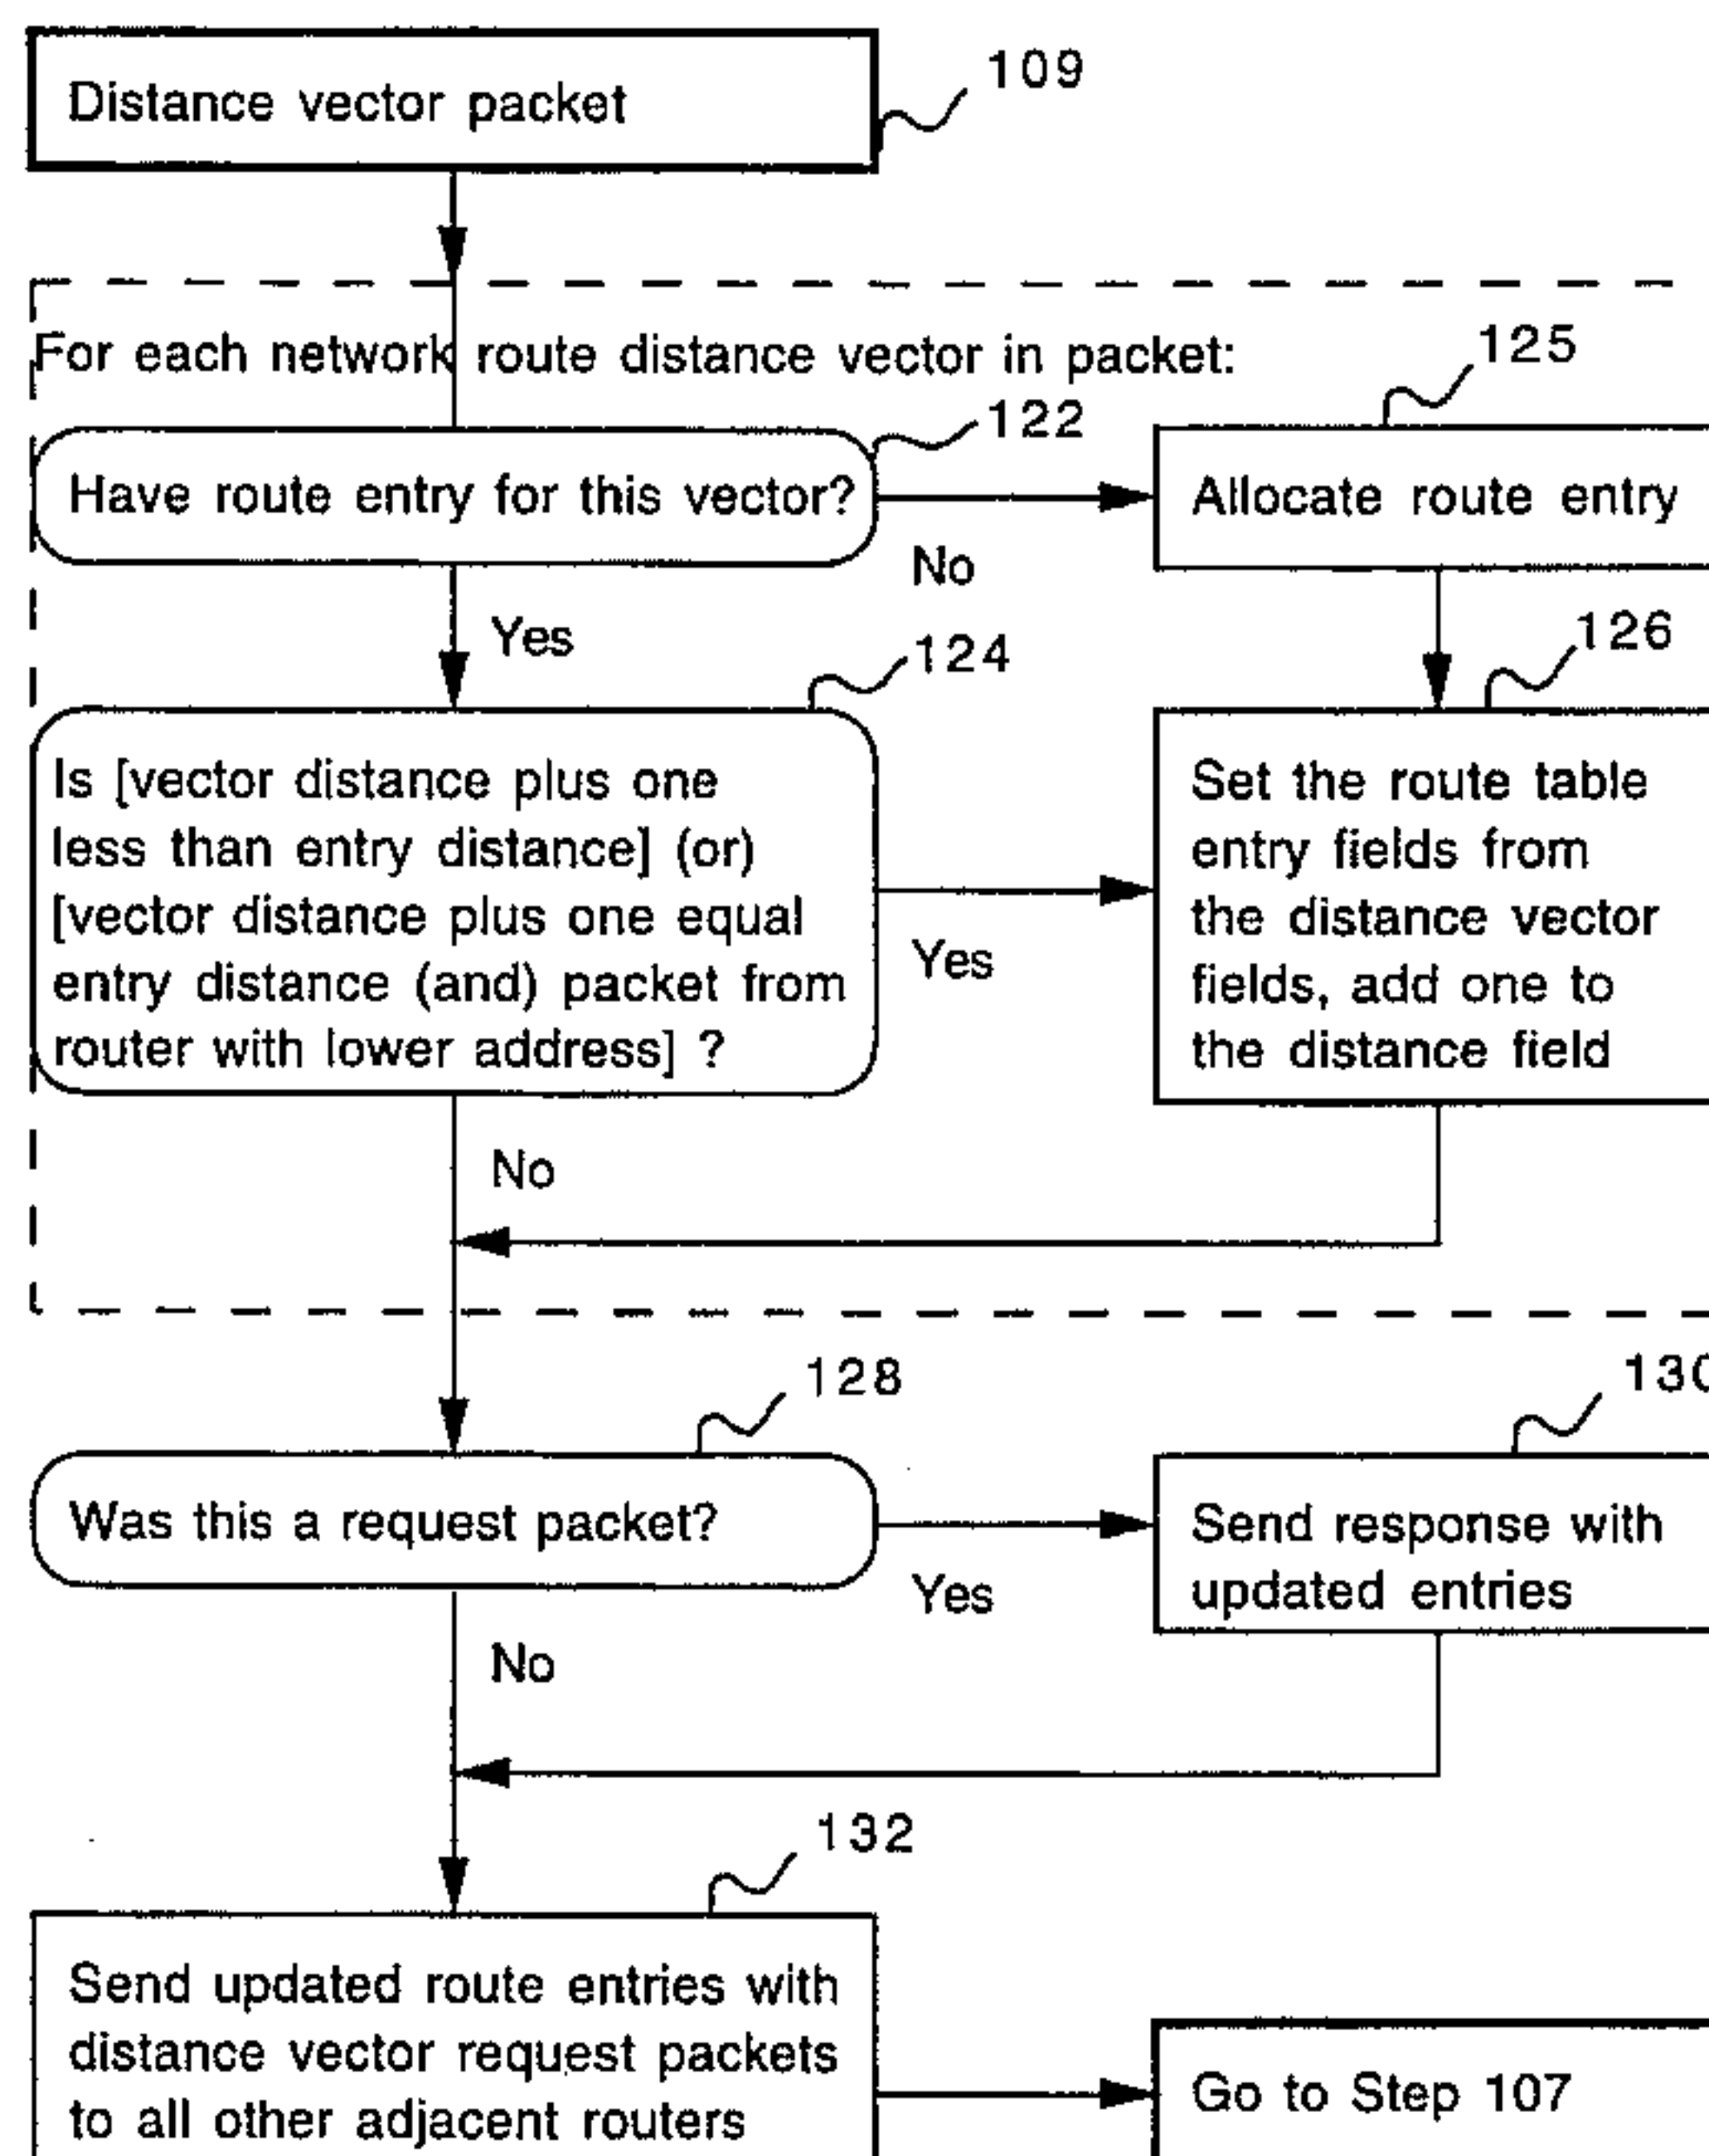 Distance vector packet
109
For each network route distance vector in packet:
125
122
Have route entry for this vector?
Allocate route entry
No
Yes
124
126
Is [vector distance plus one
less than entry distance] (or)
[vector distance plus one equal
entry distance (and) packet from
router with lower address] ?
Yes
Set the route table
entry fields from
the distance vector
fields, add one to
the distance field
No
128
130
Was this a request packet?
Yes
Send response with
updated entries
No
132
Send updated route entries with
distance vector request packets
to all other adjacent routers
Go to Step 107